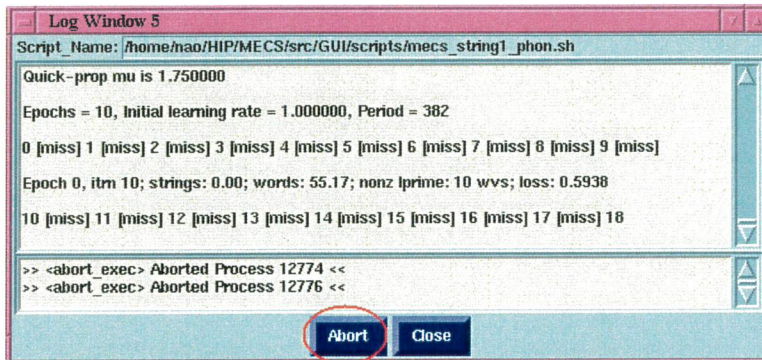 Log Window 5
Script_Name: /home/nao/HIP/MECS/src/GUI/scripts/mecs_string1_phon.sh
Quick-prop mu is 1.750000
Epochs = 10, Initial learning rate = 1.000000, Period = 382
0 [miss] 1 [miss] 2 [miss] 3 [miss] 4 [miss] 5 [miss] 6 [miss] 7 [miss] 8 [miss] 9 [miss]
Epoch 0, itrn 10; strings: 0.00; words: 55.17; nonz lprime: 10 wvs; loss: 0.5938
10 [miss] 11 [miss] 12 [miss] 13 [miss] 14 [miss] 15 [miss] 16 [miss] 17 [miss] 18
>> <abort_exec> Aborted Process 12774 <<
>> <abort_exec> Aborted Process 12776 <<
Abort Close